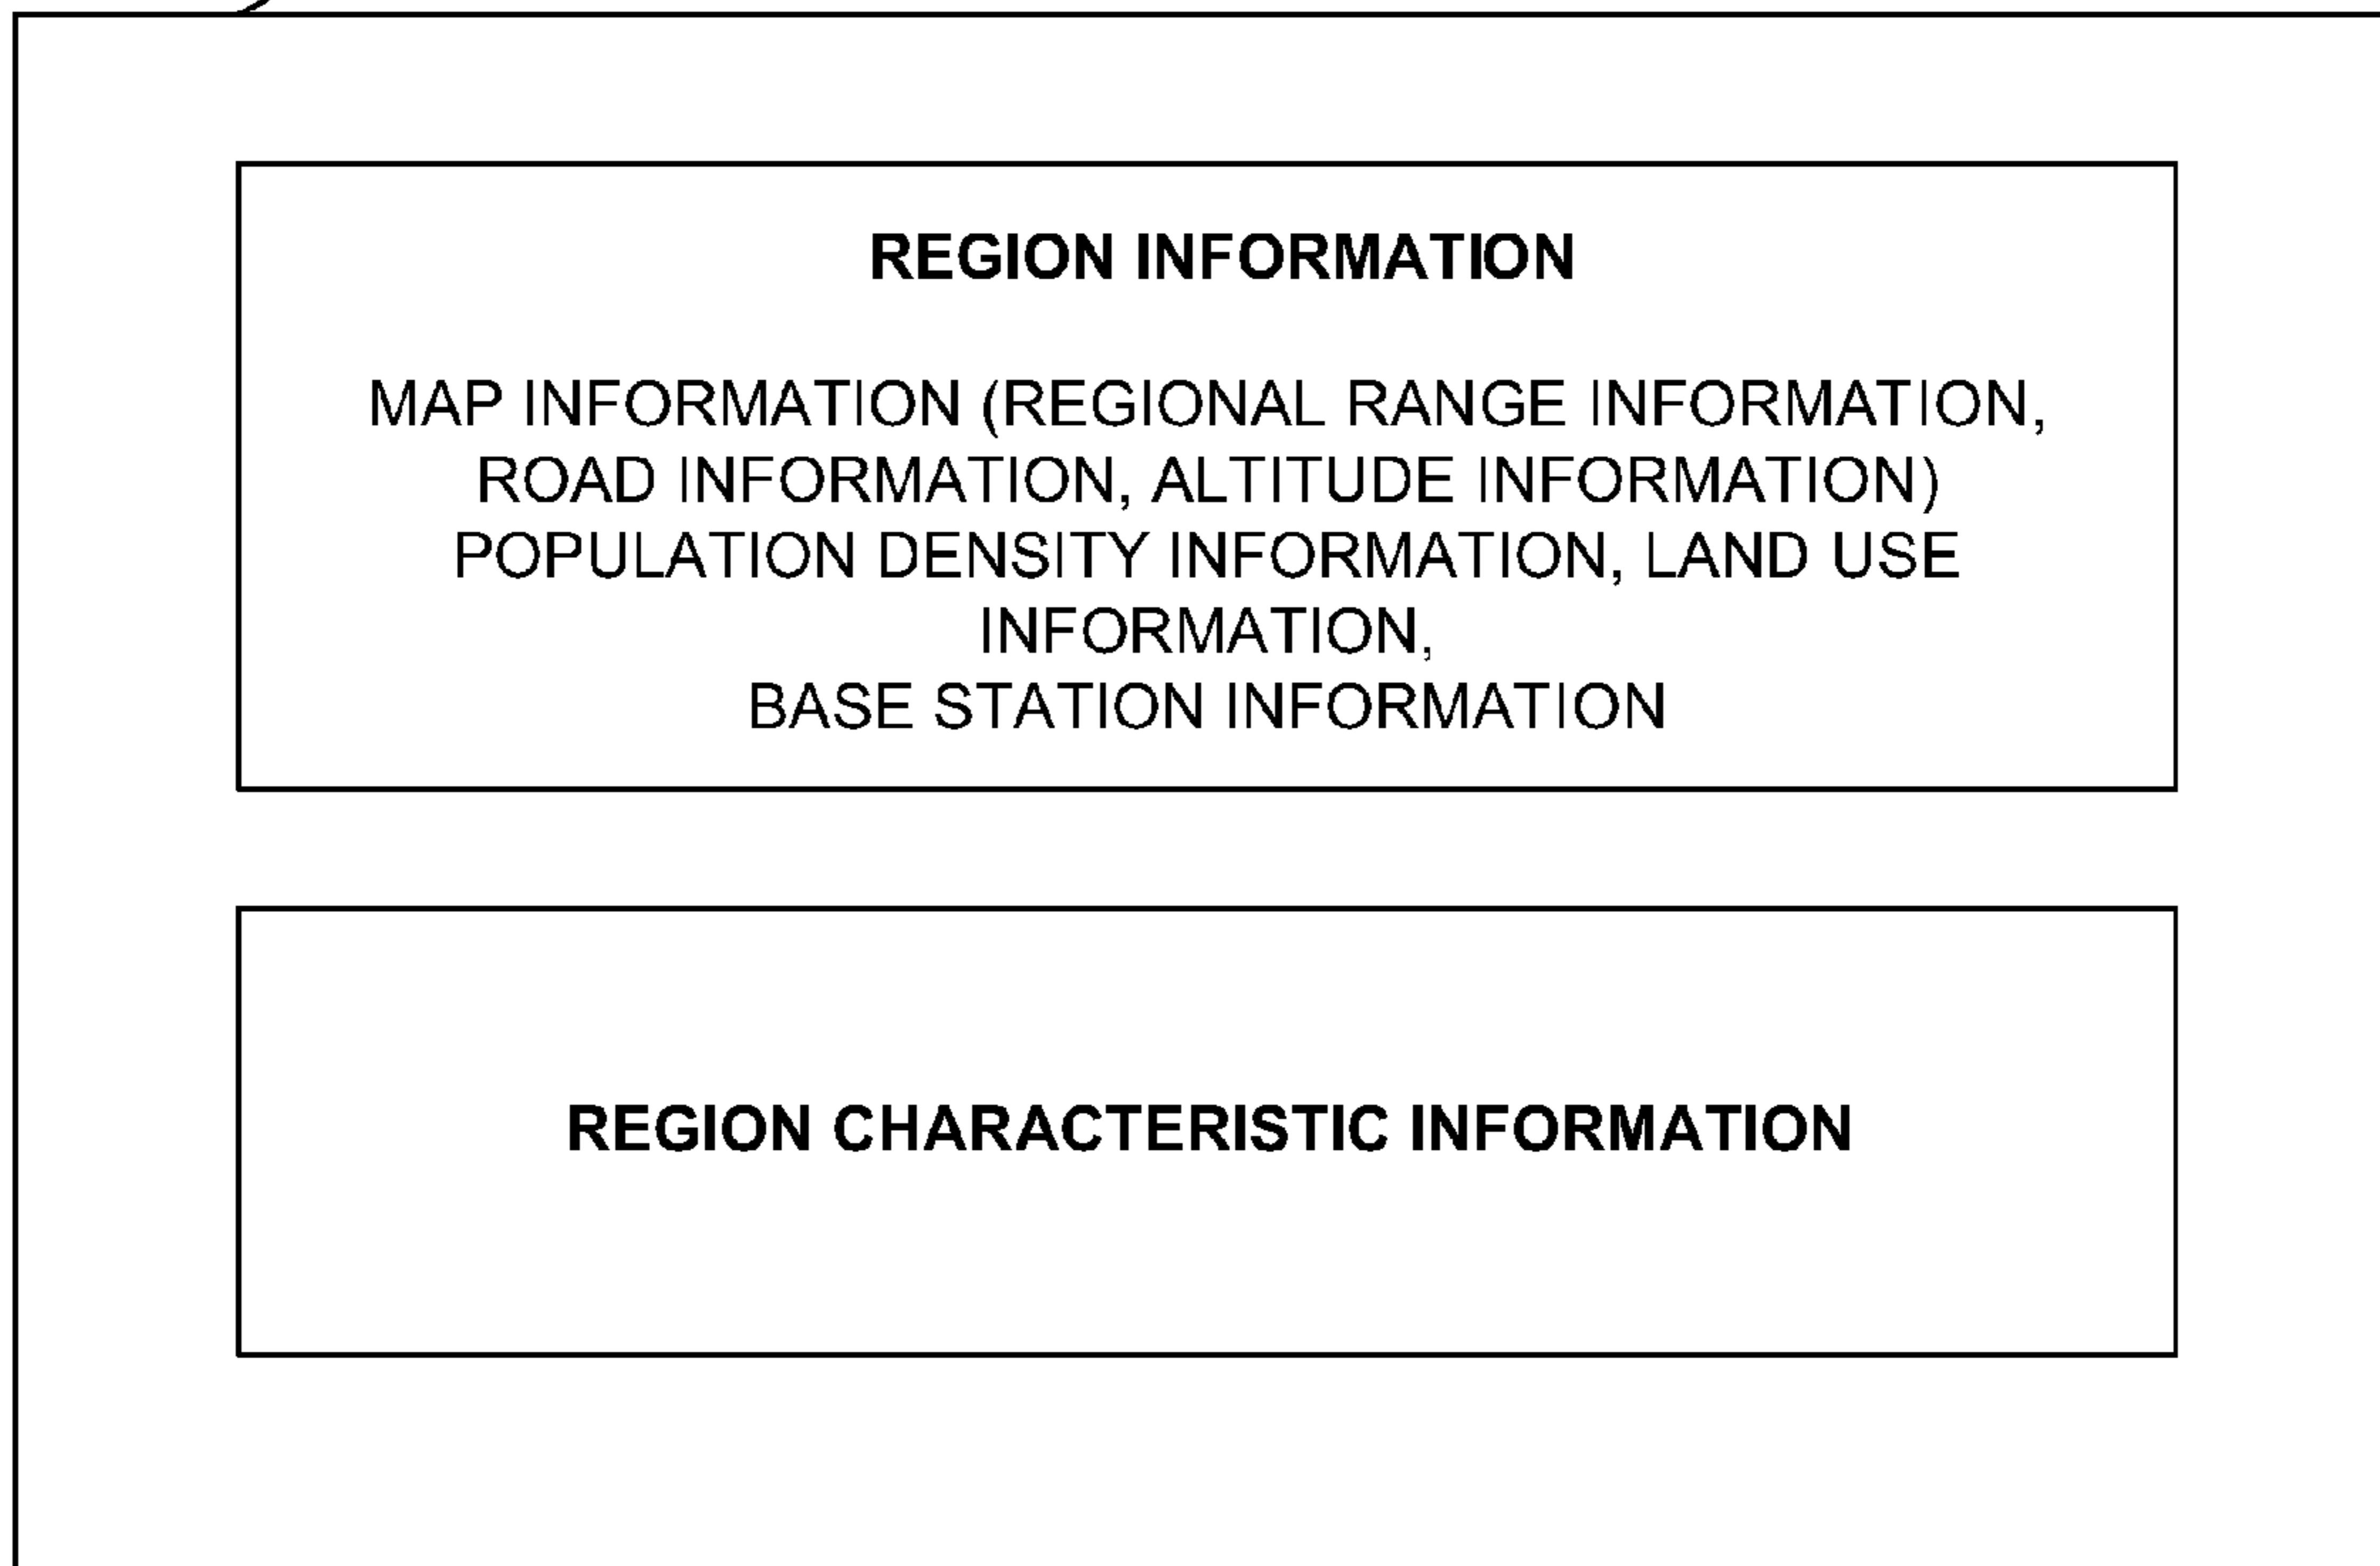 REGION INFORMATION
MAP INFORMATION (REGIONAL RANGE INFORMATION,
ROAD INFORMATION, ALTITUDE INFORMATION)
POPULATION DENSITY INFORMATION, LAND USE
INFORMATION,
BASE STATION INFORMATION
REGION CHARACTERISTIC INFORMATION